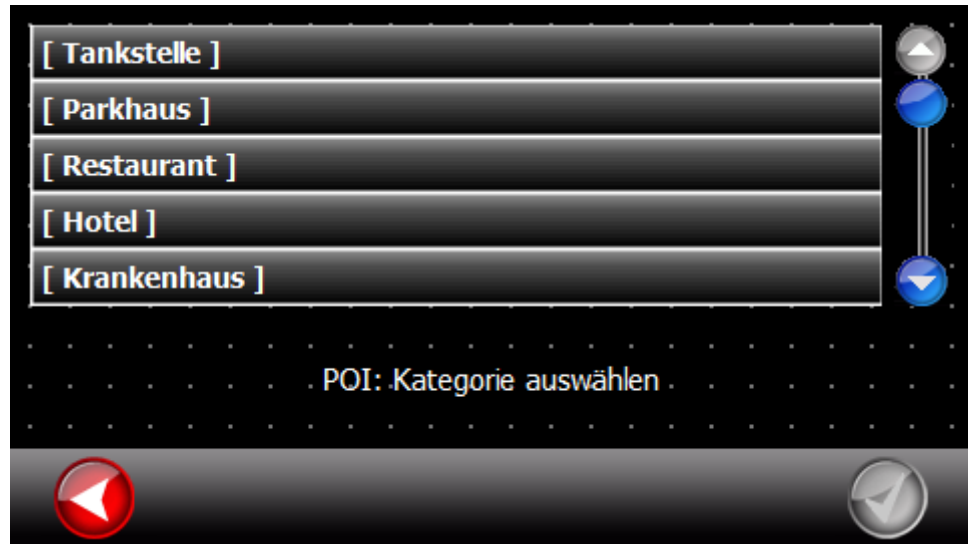 [ Tankstelle ]
[ Parkhaus ]
[ Restaurant ]
[ Hotel ]
[ Krankenhaus ]
POI: Kategorie auswählen